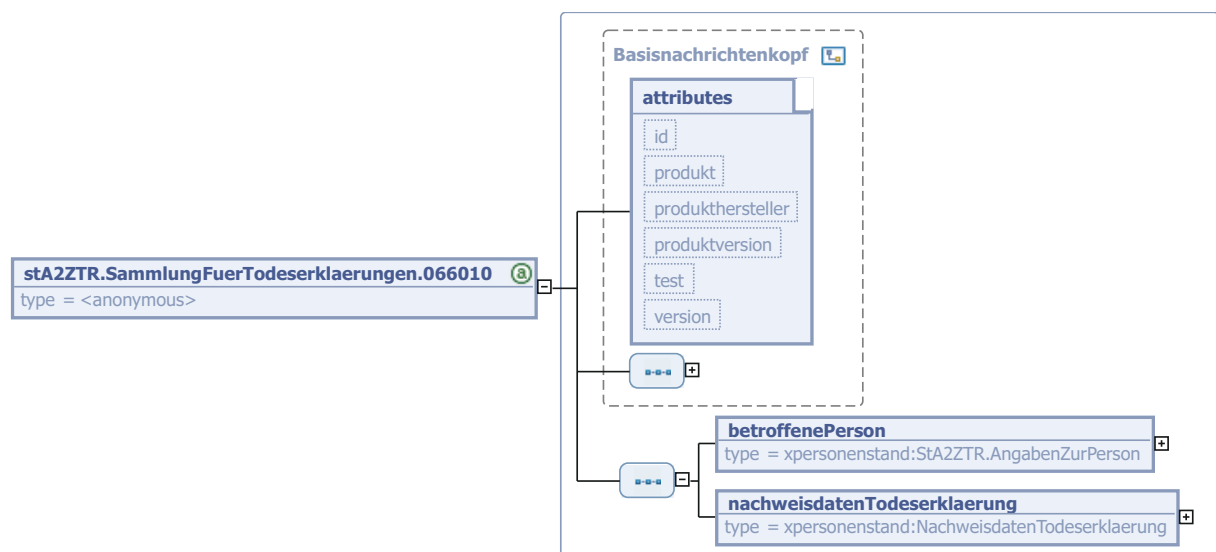 Basisnachrichtenkopf
attributes
id
produkt
produkthersteller
produktversion
test
version
stA2ZTR.SammlungFuerTodeserklaerungen.066010 a
type = <anonymous>
betroffenePerson
type = xpersonenstand:StA2ZTR.AngabenZurPerson
nachweisdatenTodeserklaerung
type = xpersonenstand:NachweisdatenTodeserklaerung